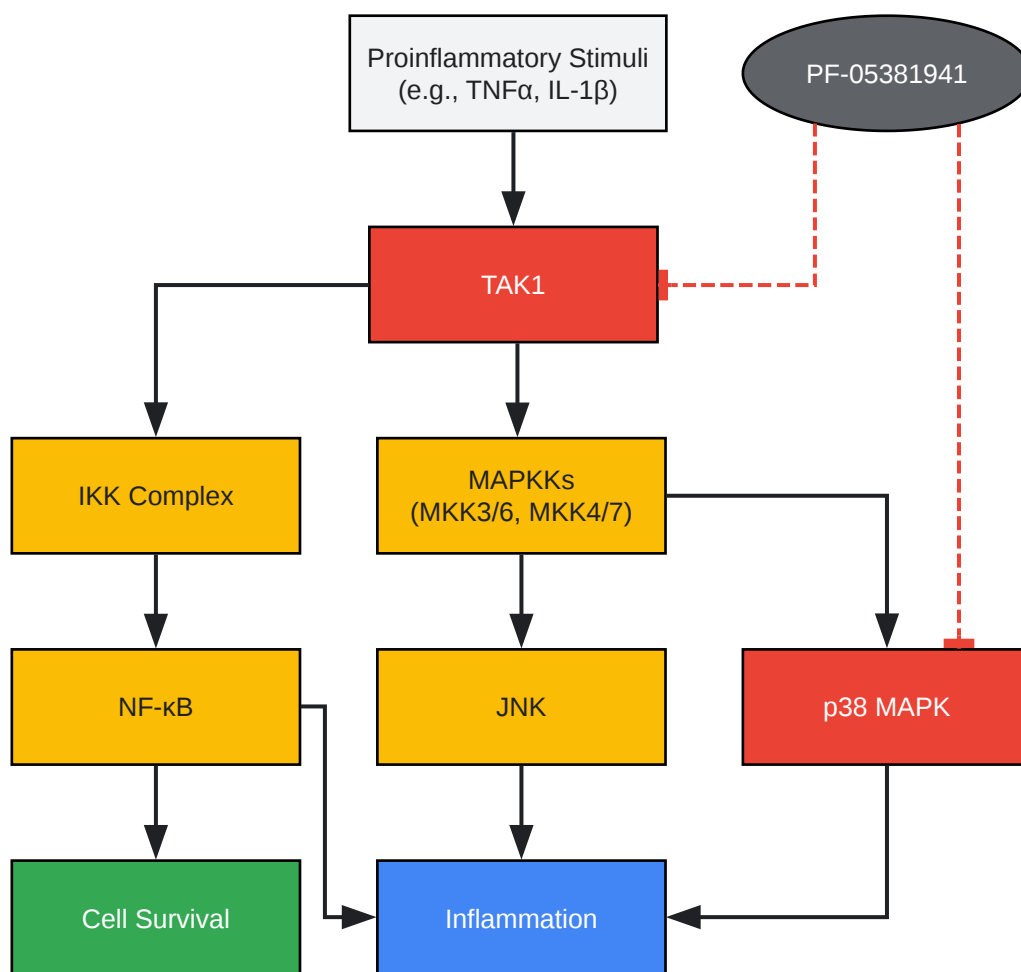 Proinflammatory Stimuli
(e.g., TNFα, IL-1β)
PF-05381941
TAK1
IKK Complex
MAPKKs
(MKK3/6, MKK4/7)
NF-κB
JNK
p38 MAPK
Cell Survival
Inflammation